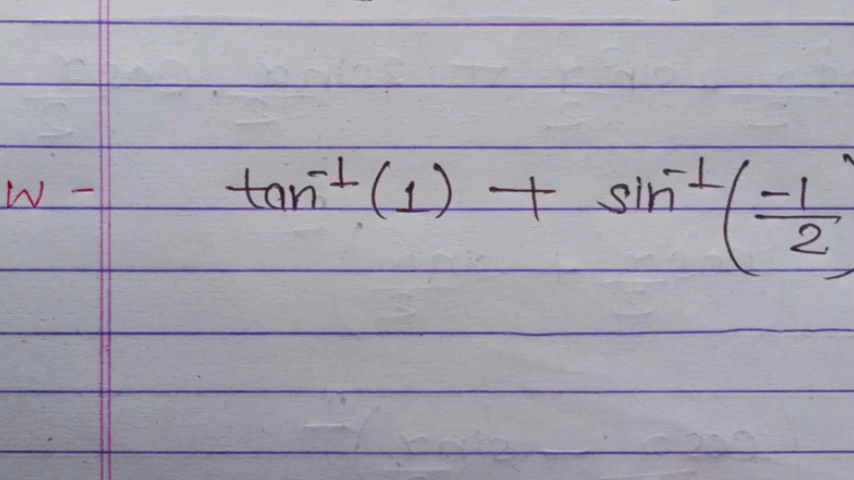 W - tan⁻¹(1) + sin⁻¹(-1/2)